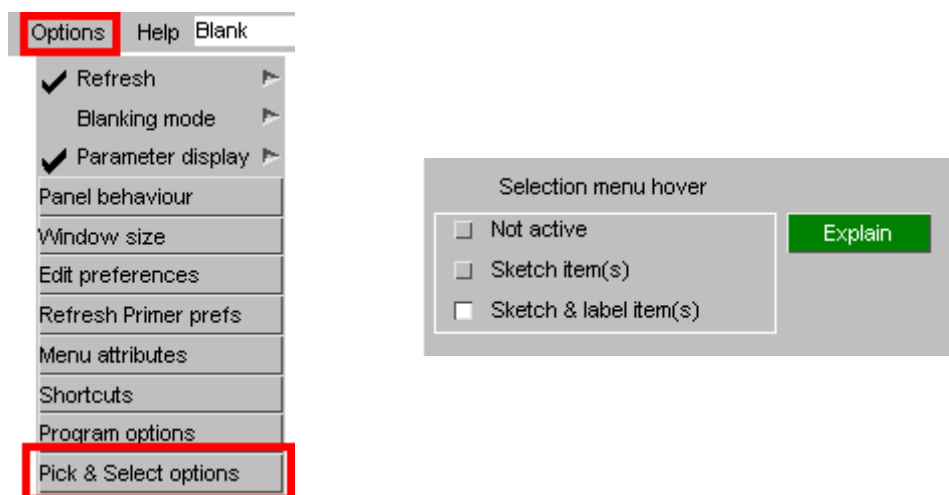 Options Help Blank
Refresh
Blanking mode
Parameter display
Panel behaviour
Window size
Edit preferences
Refresh Primer prefs
Menu attributes
Shortcuts
Program options
Pick & Select options
Selection menu hover
Not active
Explain
Sketch item(s)
Sketch & label item(s)